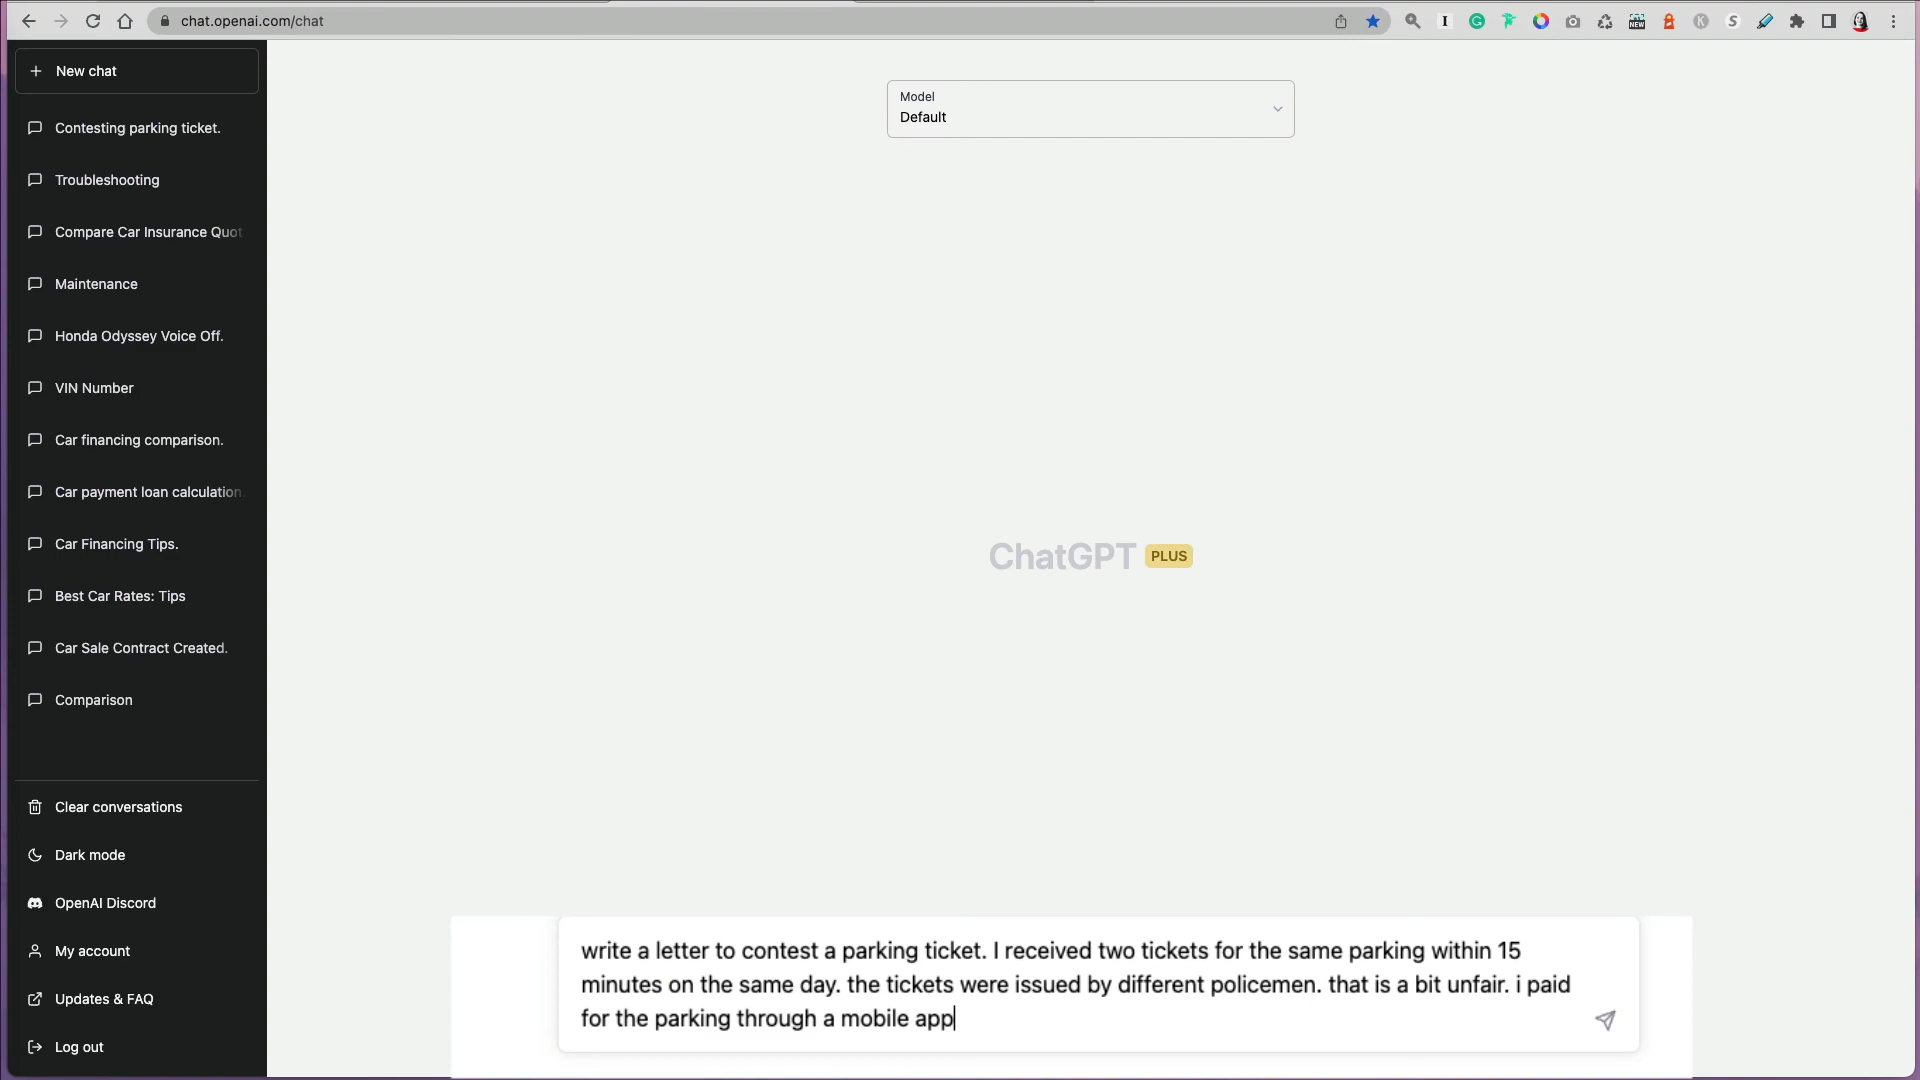 chat.openai.com/chat
New chat
Contesting parking ticket.
Troubleshooting
Compare Car Insurance Quot
Maintenance
Honda Odyssey Voice Off.
VIN Number
Car financing comparison.
Car payment loan calculation.
Car Financing Tips.
Best Car Rates: Tips
Car Sale Contract Created.
Comparison
Clear conversations
Dark mode
OpenAI Discord
My account
Updates & FAQ
Log out
Model
Default
ChatGPT PLUS
write a letter to contest a parking ticket. I received two tickets for the same parking within 15
minutes on the same day. the tickets were issued by different policemen. that is a bit unfair. i paid
for the parking through a mobile app